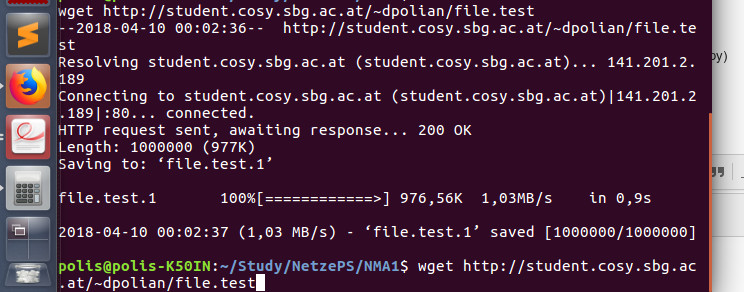 wget http://student.cosy.sbg.ac.at/~dpolian/file.test
--2018-04-10 00:02:36--  http://student.cosy.sbg.ac.at/~dpolian/file.te
st
Resolving student.cosy.sbg.ac.at (student.cosy.sbg.ac.at)... 141.201.2.
189
Connecting to student.cosy.sbg.ac.at (student.cosy.sbg.ac.at)|141.201.2
.189|:80... connected.
HTTP request sent, awaiting response... 200 OK
Length: 1000000 (977K)
Saving to: ‘file.test.1’
file.test.1         100%[============>] 976,56K  1,03MB/s    in 0,9s
2018-04-10 00:02:37 (1,03 MB/s) - ‘file.test.1’ saved [1000000/1000000]
polis@polis-K50IN:~/Study/NetzePS/NMA1$ wget http://student.cosy.sbg.ac
.at/~dpolian/file.test